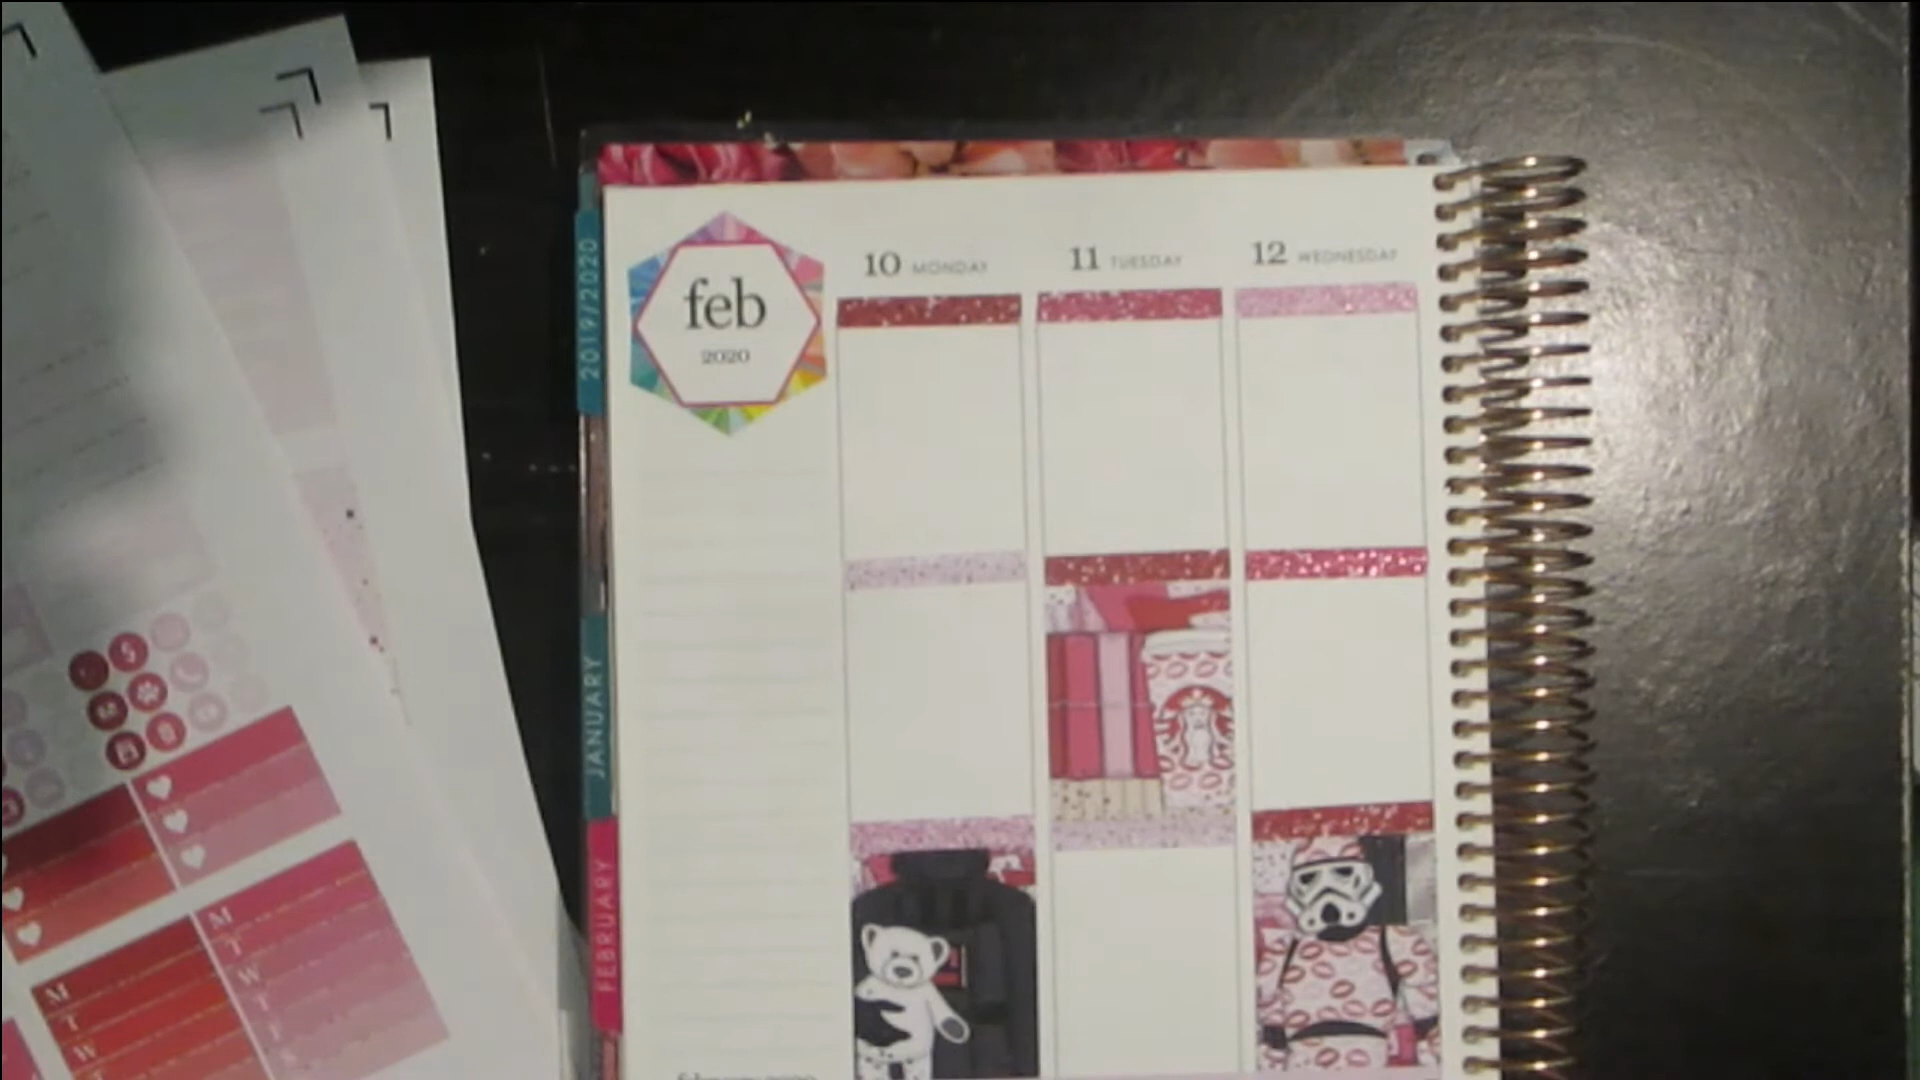 feb
2020
10 MONDAY
11 TUESDAY
12 WEDNESDAY
2019/2020
JANUARY
FEBRUARY
M
T
W
T
M
T
W
T